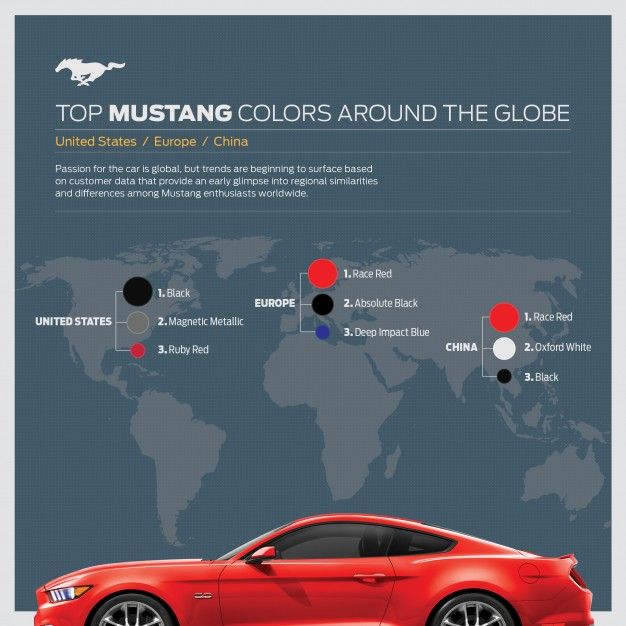 TOP MUSTANG COLORS AROUND THE GLOBE
United States / Europe / China
Passion for the car is global, but trends are beginning to surface based
on customer data that provide an early glimpse into regional similarities
and differences among Mustang enthusiasts worldwide.
UNITED STATES
1. Black
2. Magnetic Metallic
3. Ruby Red
EUROPE
1. Race Red
2. Absolute Black
3. Deep Impact Blue
CHINA
1. Race Red
2. Oxford White
3. Black
5.0